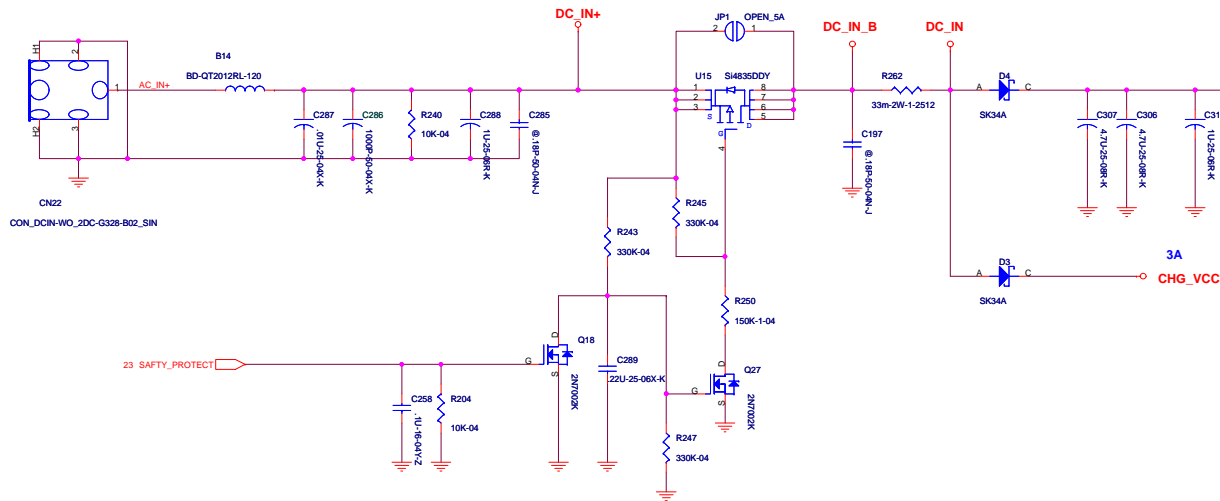 DC_IN+
JP1 OPEN_5A
2 1
DC_IN_B
DC_IN
H1
2
B14
BD-QT2012RL-120
1
AC_IN+
H2
3
CN22
CON_DCIN-WO_2DC-G328-B02_SIN
C287
.01U-25-04X-K
C286
1000P-50-04X-K
R240
10K-04
C288
1U-25-06R-K
C285
@.18P-50-04N-J
U15 Si4835DDY
1 8
2 7
3 6
5
S D
G
4
R262
33m-2W-1-2512
C197
@.18P-50-04N-J
D4
A C
SK34A
C307
4.7U-25-08R-K
C306
4.7U-25-08R-K
C31
1U-25-06R-K
R245
330K-04
R243
330K-04
D3
A C
SK34A
3A
CHG_VCC
R250
150K-1-04
23 SAFTY_PROTECT
Q18
D
G
S
2N7002K
C289
.22U-25-06X-K
Q27
D
G
S
2N7002K
C258
.1U-16-04Y-Z
R204
10K-04
R247
330K-04